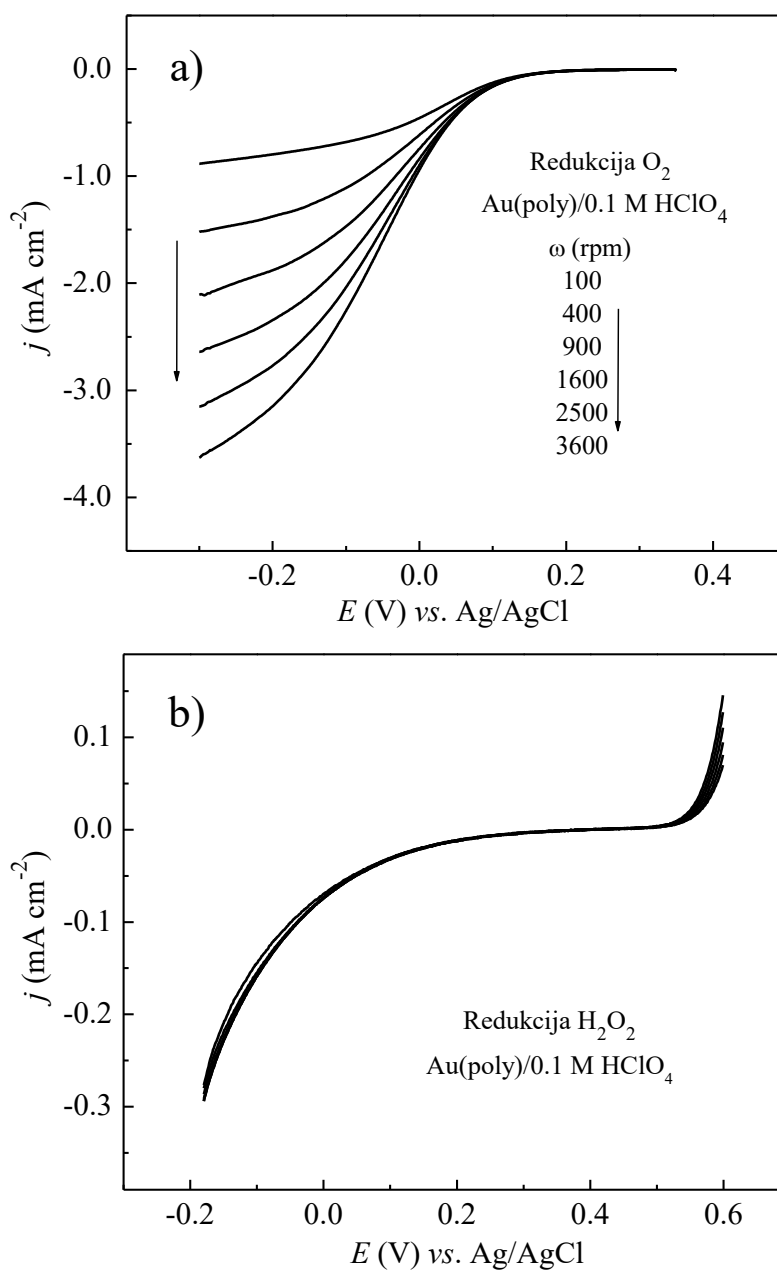 a)
0.0
-1.0
-2.0
-3.0
-4.0
j (mA cm⁻²)
Redukcija O₂
Au(poly)/0.1 M HClO₄
ω (rpm)
100
400
900
1600
2500
3600
-0.2 0.0 0.2 0.4
E (V) vs. Ag/AgCl
b)
0.1
0.0
-0.1
-0.2
-0.3
j (mA cm⁻²)
Redukcija H₂O₂
Au(poly)/0.1 M HClO₄
-0.2 0.0 0.2 0.4 0.6
E (V) vs. Ag/AgCl